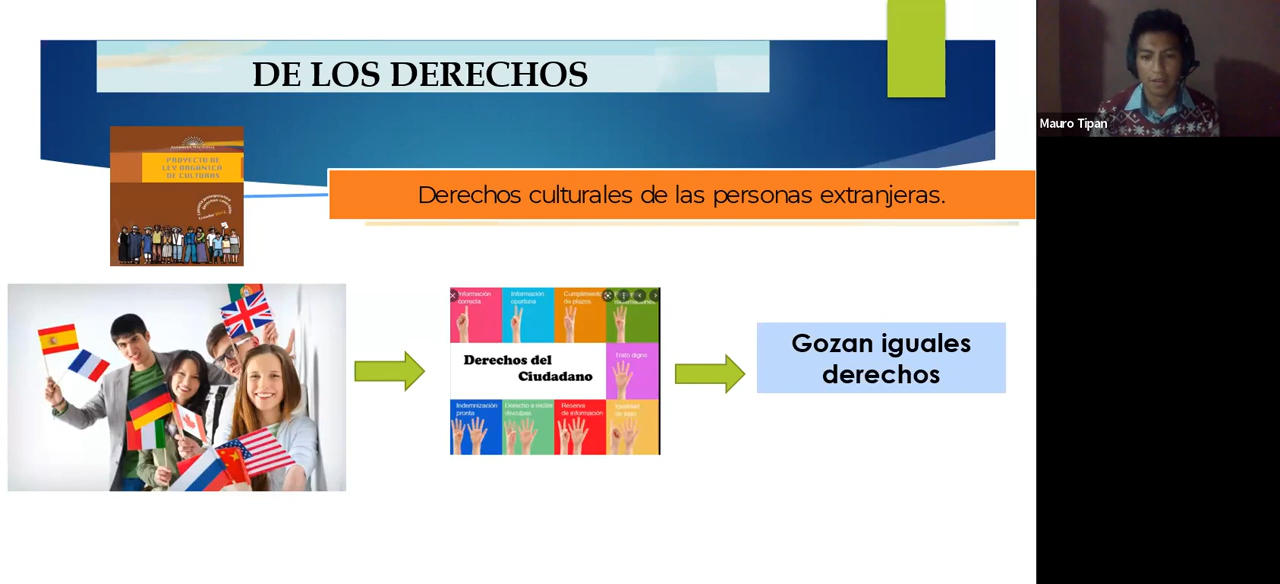 DE LOS DERECHOS
PROYECTO DE
LEY ORGÁNICA
DE CULTURAS
Derechos culturales de las personas extranjeras.
Información
correcta
Información
oportuna
Cumplimiento
de plazos
Derechos del
Ciudadano
Trato digno
Indemnización
pronta
Derecho a recibir
disculpas
Reserva
de información
Igualdad
de trato
Gozan iguales
derechos
Mauro Tipan